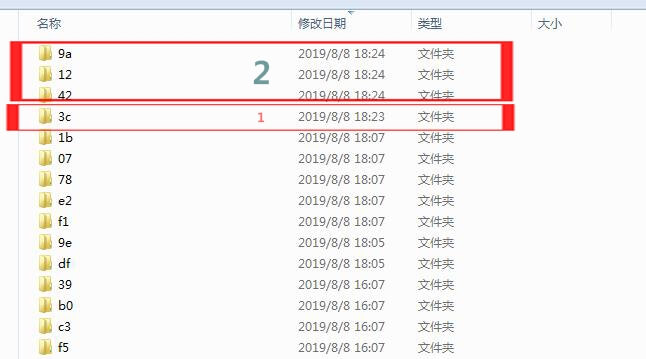 名称 修改日期 类型 大小
9a 2019/8/8 18:24 文件夹
12 2019/8/8 18:24 文件夹
2
42 2019/8/8 18:24 文件夹
3c 1 2019/8/8 18:23 文件夹
1b 2019/8/8 18:07 文件夹
07 2019/8/8 18:07 文件夹
78 2019/8/8 18:07 文件夹
e2 2019/8/8 18:07 文件夹
f1 2019/8/8 18:07 文件夹
9e 2019/8/8 18:05 文件夹
df 2019/8/8 18:05 文件夹
39 2019/8/8 16:07 文件夹
b0 2019/8/8 16:07 文件夹
c3 2019/8/8 16:07 文件夹
f5 2019/8/8 16:07 文件夹